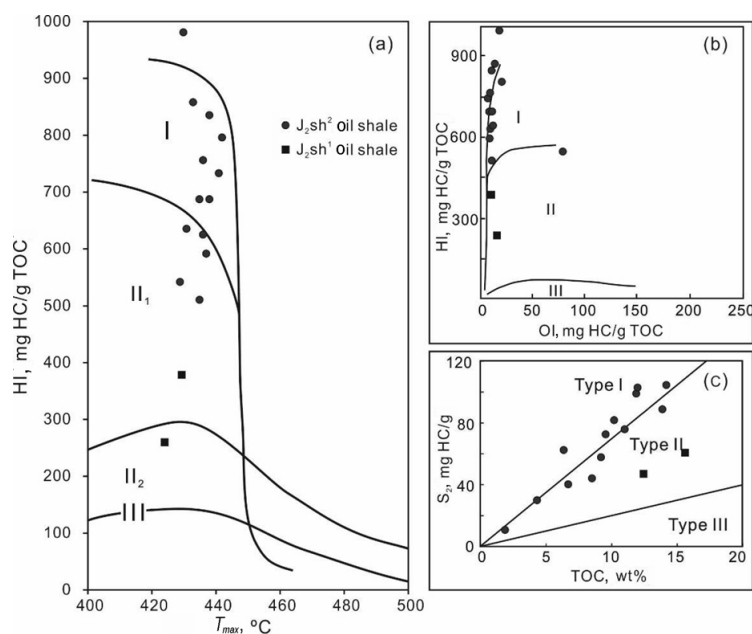 (a)
1000
900
800
700
600
500
400
300
200
100
0
HI, mg HC/g TOC
I
II₁
II₂
III
● J₂sh² oil shale
■ J₂sh¹ oil shale
400 420 440 460 480 500
Tmax, ºC
(b)
900
600
300
HI, mg HC/g TOC
I
II
III
0 50 100 150 200 250
OI, mg HC/g TOC
(C)
120
80
40
0
S₂, mg HC/g
Type I
Type II
Type III
0 5 10 15 20
TOC, wt%